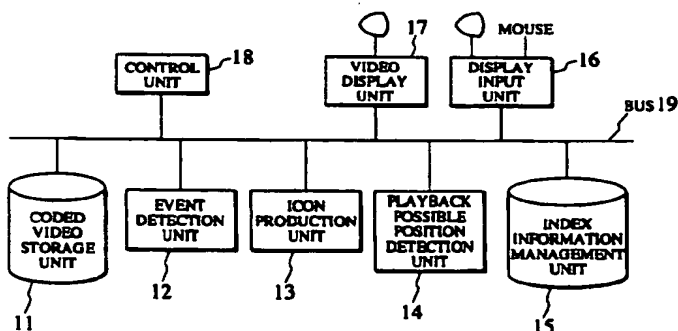 17
MOUSE
CONTROL
UNIT
18
VIDEO
DISPLAY
UNIT
DISPLAY
INPUT
UNIT
16
BUS 19
CODED
VIDEO
STORAGE
UNIT
EVENT
DETECTION
UNIT
ICON
PRODUCTION
UNIT
PLAYBACK
POSSIBLE
POSITION
DETECTION
UNIT
INDEX
INFORMATION
MANAGEMENT
UNIT
11
12
13
14
15